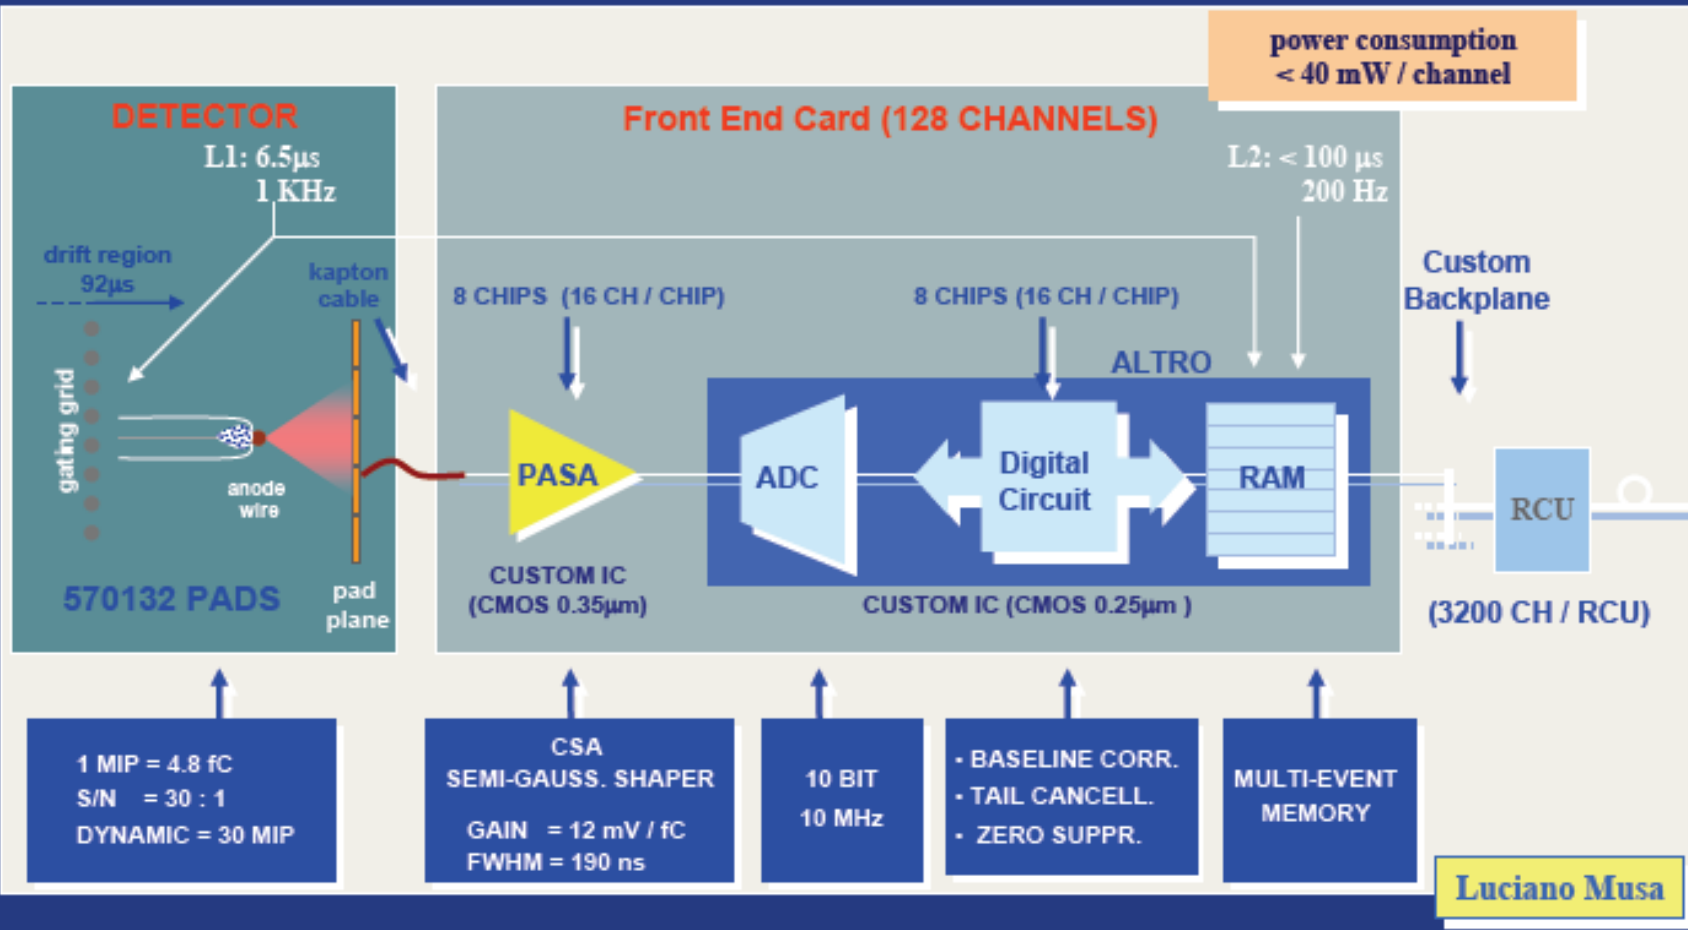 power consumption
< 40 mW / channel
DETECTOR
L1: 6.5µs
1 KHz
drift region
92µs
kapton
cable
gating grid
anode
wire
570132 PADS
pad
plane
Front End Card (128 CHANNELS)
L2: < 100 µs
200 Hz
8 CHIPS (16 CH / CHIP)
8 CHIPS (16 CH / CHIP)
Custom
Backplane
ALTRO
PASA
ADC
Digital
Circuit
RAM
RCU
CUSTOM IC
(CMOS 0.35µm)
CUSTOM IC (CMOS 0.25µm )
(3200 CH / RCU)
1 MIP = 4.8 fC
S/N = 30 : 1
DYNAMIC = 30 MIP
CSA
SEMI-GAUSS. SHAPER
GAIN = 12 mV / fC
FWHM = 190 ns
10 BIT
10 MHz
- BASELINE CORR.
- TAIL CANCELL.
- ZERO SUPPR.
MULTI-EVENT
MEMORY
Luciano Musa